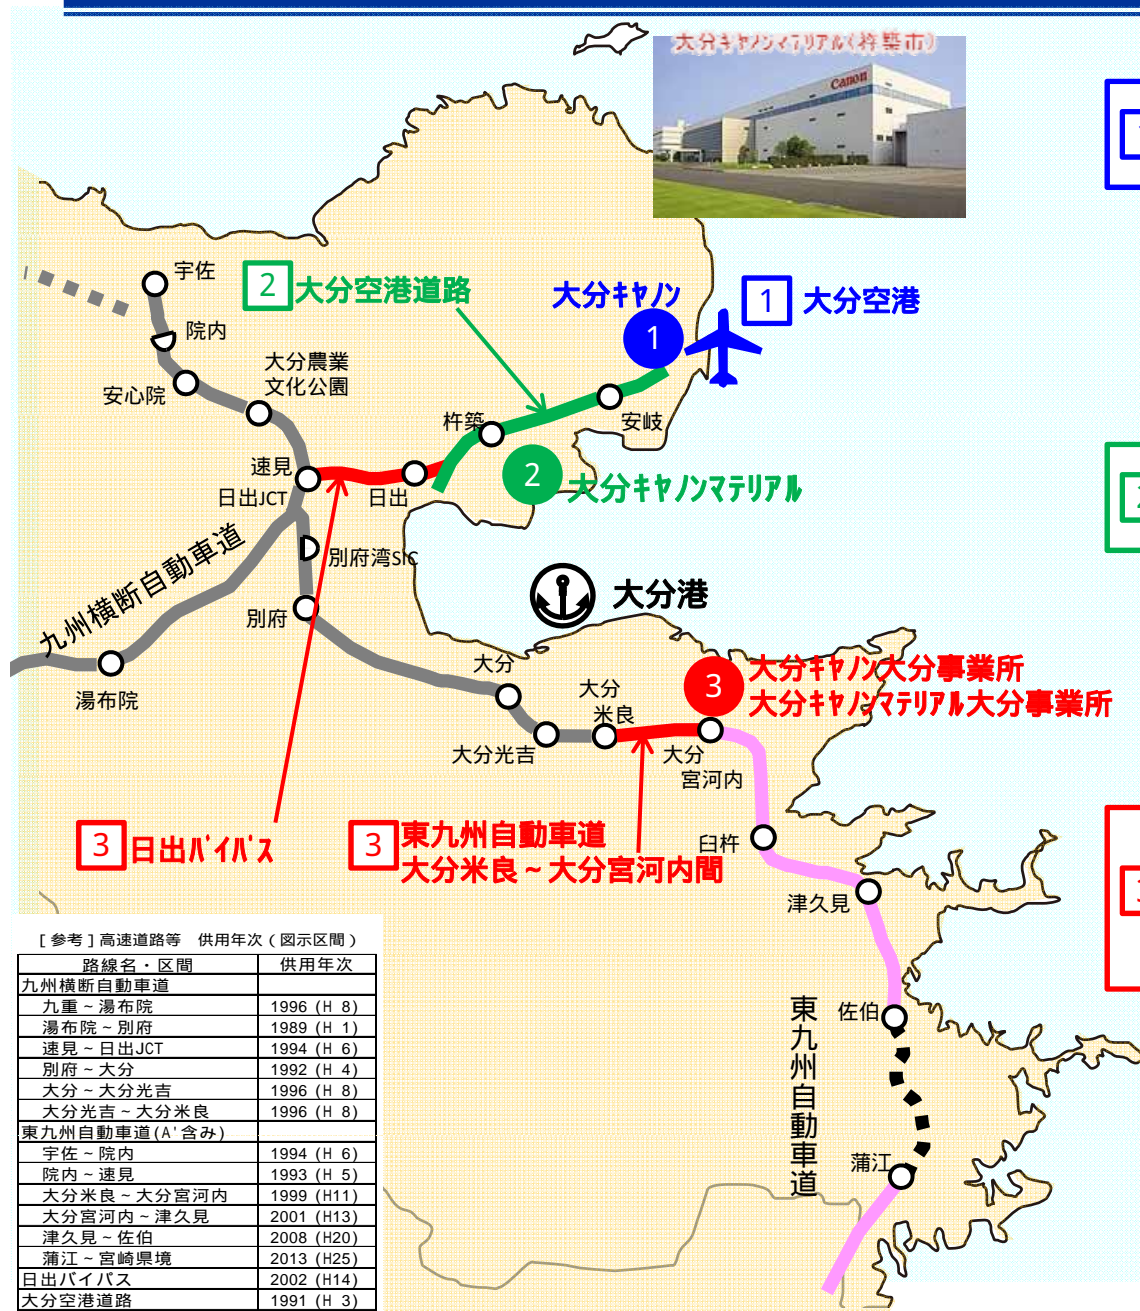 大分キヤノンマテリアル(杵築市)
Canon
宇佐
2 大分空港道路
大分キヤノン
1
1 大分空港
院内
大分農業
文化公園
安心院
杵築
安岐
速見
日出JCT
日出
2 大分キヤノンマテリアル
九州横断自動車道
別府湾SIC
別府
大分港
湯布院
大分
大分光吉
大分
米良
3
大分キヤノン大分事業所
大分キヤノンマテリアル大分事業所
大分
宮河内
3 日出バイパス
3 東九州自動車道
大分米良~大分宮河内間
臼杵
津久見
佐伯
東九州自動車道
蒲江
[参考]高速道路等 供用年次(図示区間)
路線名・区間 供用年次
九州横断自動車道
九重~湯布院 1996 (H 8)
湯布院~別府 1989 (H 1)
速見~日出JCT 1994 (H 6)
別府~大分 1992 (H 4)
大分~大分光吉 1996 (H 8)
大分光吉~大分米良 1996 (H 8)
東九州自動車道(A'含み)
宇佐~院内 1994 (H 6)
院内~速見 1993 (H 5)
大分米良~大分宮河内 1999 (H11)
大分宮河内~津久見 2001 (H13)
津久見~佐伯 2008 (H20)
蒲江~宮崎県境 2013 (H25)
日出バイパス 2002 (H14)
大分空港道路 1991 (H 3)